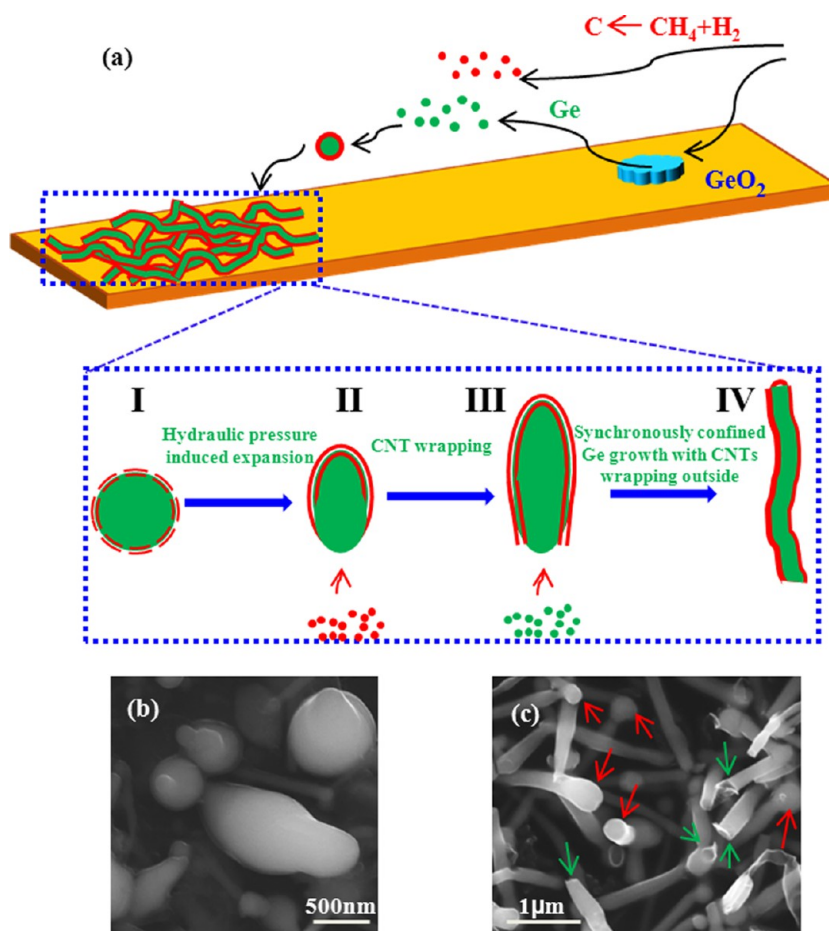 C ← CH₄+H₂
(a)
Ge
GeO₂
I
II
III
IV
Hydraulic pressure
induced expansion
CNT wrapping
Synchronously confined
Ge growth with CNTs
wrapping outside
(b)
500nm
(c)
1μm